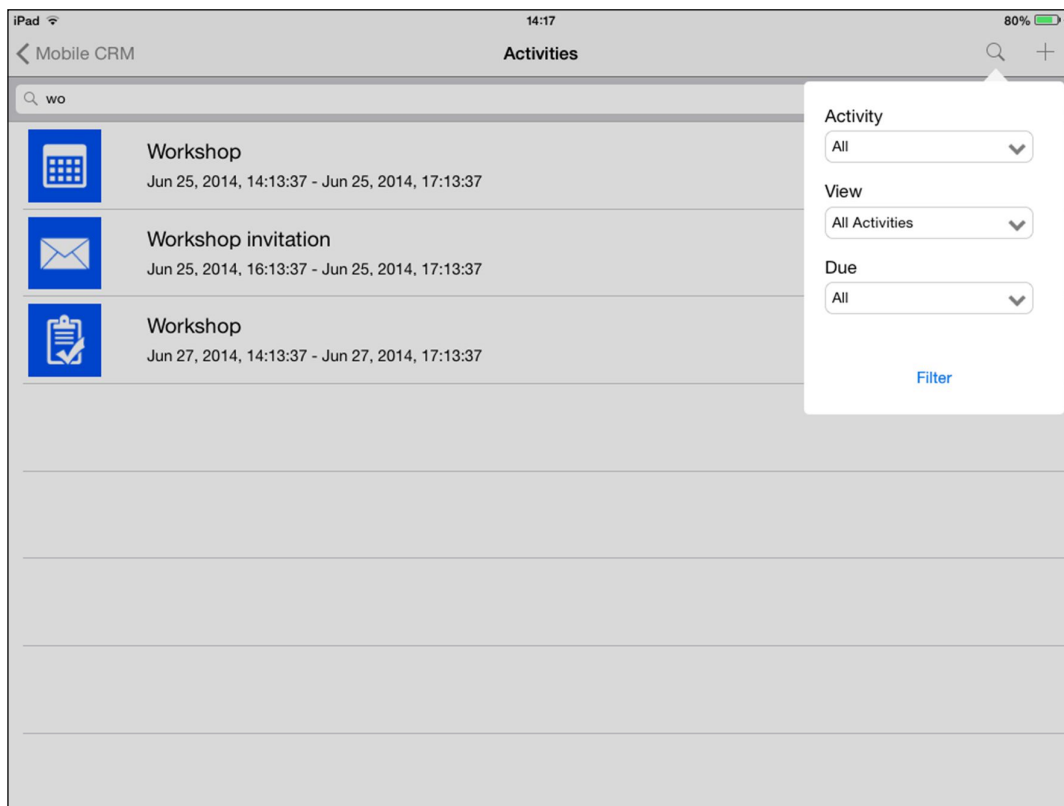 iPad 14:17 80%
Mobile CRM Activities
wo
Workshop
Jun 25, 2014, 14:13:37 - Jun 25, 2014, 17:13:37
Workshop invitation
Jun 25, 2014, 16:13:37 - Jun 25, 2014, 17:13:37
Workshop
Jun 27, 2014, 14:13:37 - Jun 27, 2014, 17:13:37
Activity
All
View
All Activities
Due
All
Filter